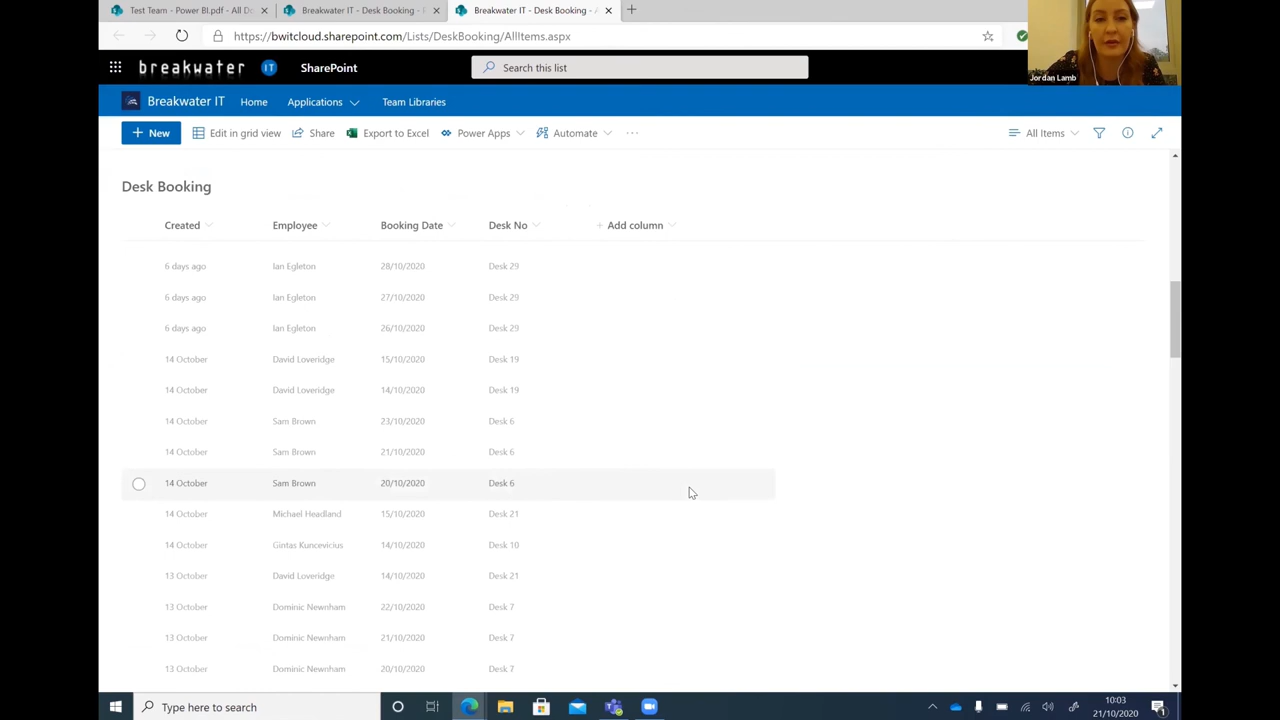 Test Team - Power BI.pdf - All Do
Breakwater IT - Desk Booking -
Breakwater IT - Desk Booking - A
https://bwitcloud.sharepoint.com/Lists/DeskBooking/AllItems.aspx
Jordan Lamb
breakwater IT SharePoint
Search this list
Breakwater IT Home Applications Team Libraries
+ New Edit in grid view Share Export to Excel Power Apps Automate ... All Items
Desk Booking
Created Employee Booking Date Desk No + Add column
6 days ago Ian Egleton 28/10/2020 Desk 29
6 days ago Ian Egleton 27/10/2020 Desk 29
6 days ago Ian Egleton 26/10/2020 Desk 29
14 October David Loveridge 15/10/2020 Desk 19
14 October David Loveridge 14/10/2020 Desk 19
14 October Sam Brown 23/10/2020 Desk 6
14 October Sam Brown 21/10/2020 Desk 6
14 October Sam Brown 20/10/2020 Desk 6
14 October Michael Headland 15/10/2020 Desk 21
14 October Gintas Kuncevicius 14/10/2020 Desk 10
13 October David Loveridge 14/10/2020 Desk 21
13 October Dominic Newnham 22/10/2020 Desk 7
13 October Dominic Newnham 21/10/2020 Desk 7
13 October Dominic Newnham 20/10/2020 Desk 7
Type here to search
10:03
21/10/2020
1